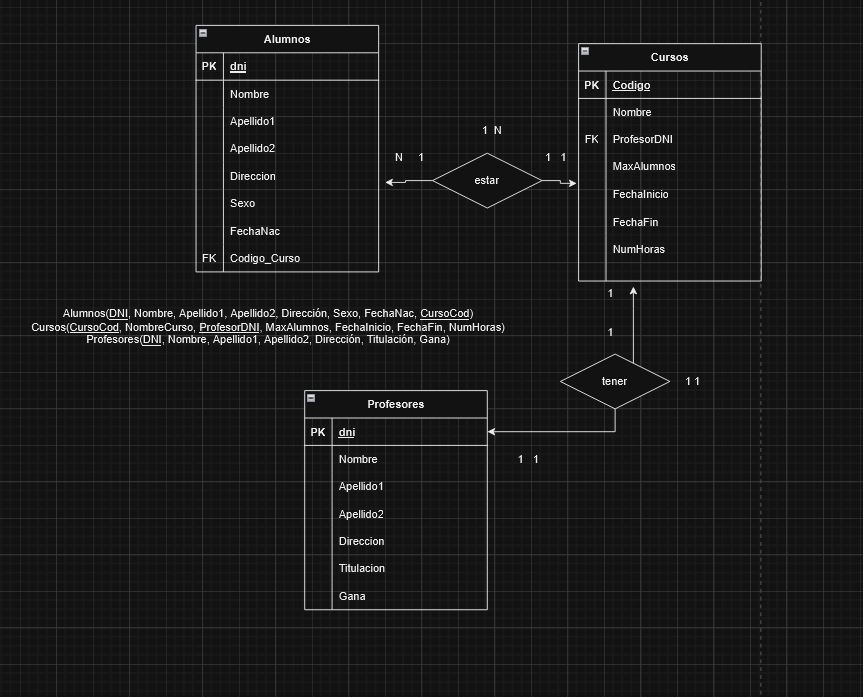 Alumnos
PK dni
Nombre
Apellido1
Apellido2
Direccion
Sexo
FechaNac
FK Codigo_Curso
N 1
1 N
estar
1 1
Cursos
PK Codigo
Nombre
FK ProfesorDNI
MaxAlumnos
FechaInicio
FechaFin
NumHoras
Alumnos(DNI, Nombre, Apellido1, Apellido2, Dirección, Sexo, FechaNac, CursoCod)
Cursos(CursoCod, NombreCurso, ProfesorDNI, MaxAlumnos, FechaInicio, FechaFin, NumHoras)
Profesores(DNI, Nombre, Apellido1, Apellido2, Dirección, Titulación, Gana)
1
1
tener
1 1
1 1
Profesores
PK dni
Nombre
Apellido1
Apellido2
Direccion
Titulacion
Gana